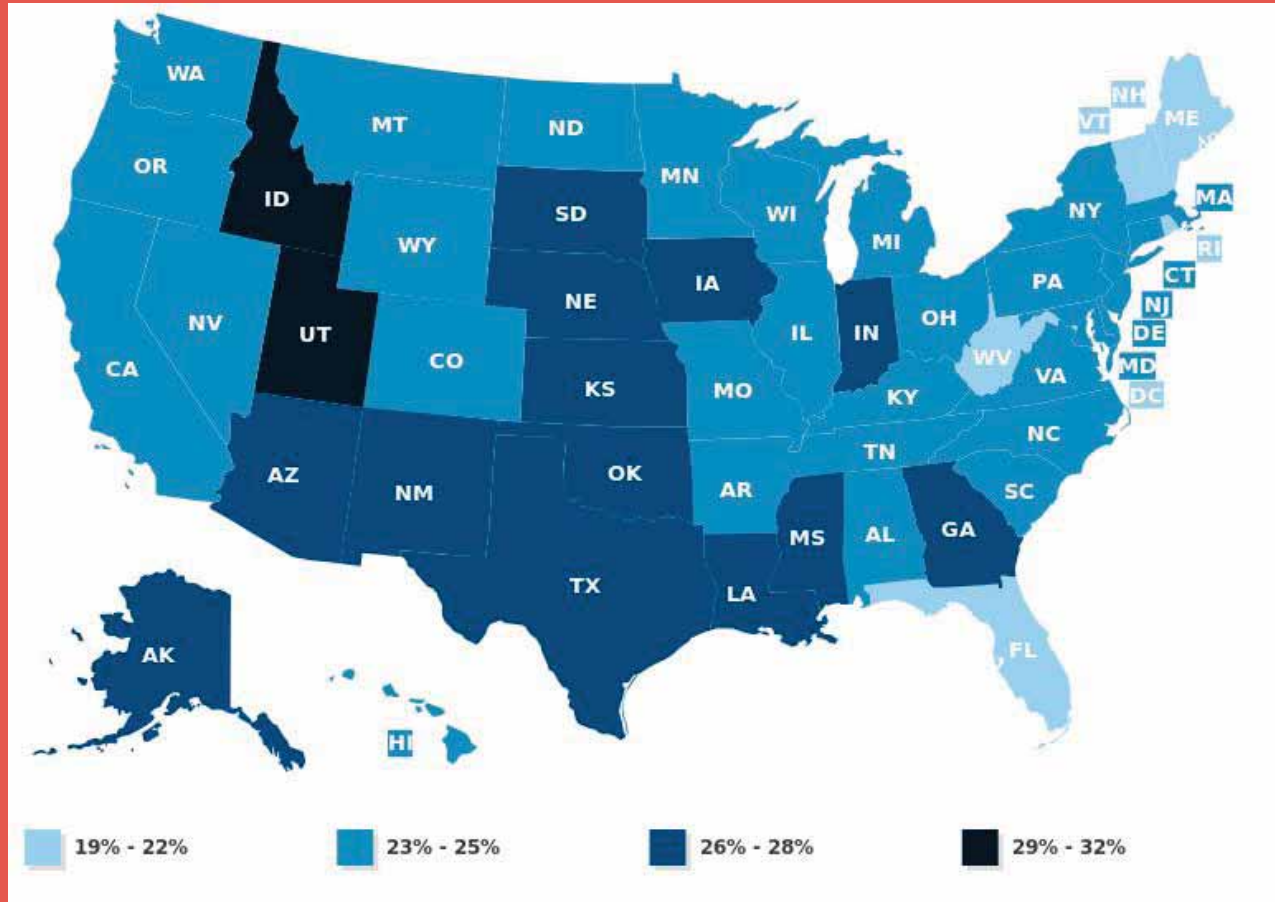 WA
MT
ND
MN
OR
ID
WY
SD
WI
MI
NY
VT
NH
ME
MA
RI
CT
NJ
DE
MD
DC
PA
NV
UT
CO
NE
IA
IL
IN
OH
WV
VA
CA
KS
MO
KY
NC
TN
AZ
NM
OK
AR
SC
MS
AL
GA
TX
LA
FL
AK
HI
19% - 22%
23% - 25%
26% - 28%
29% - 32%